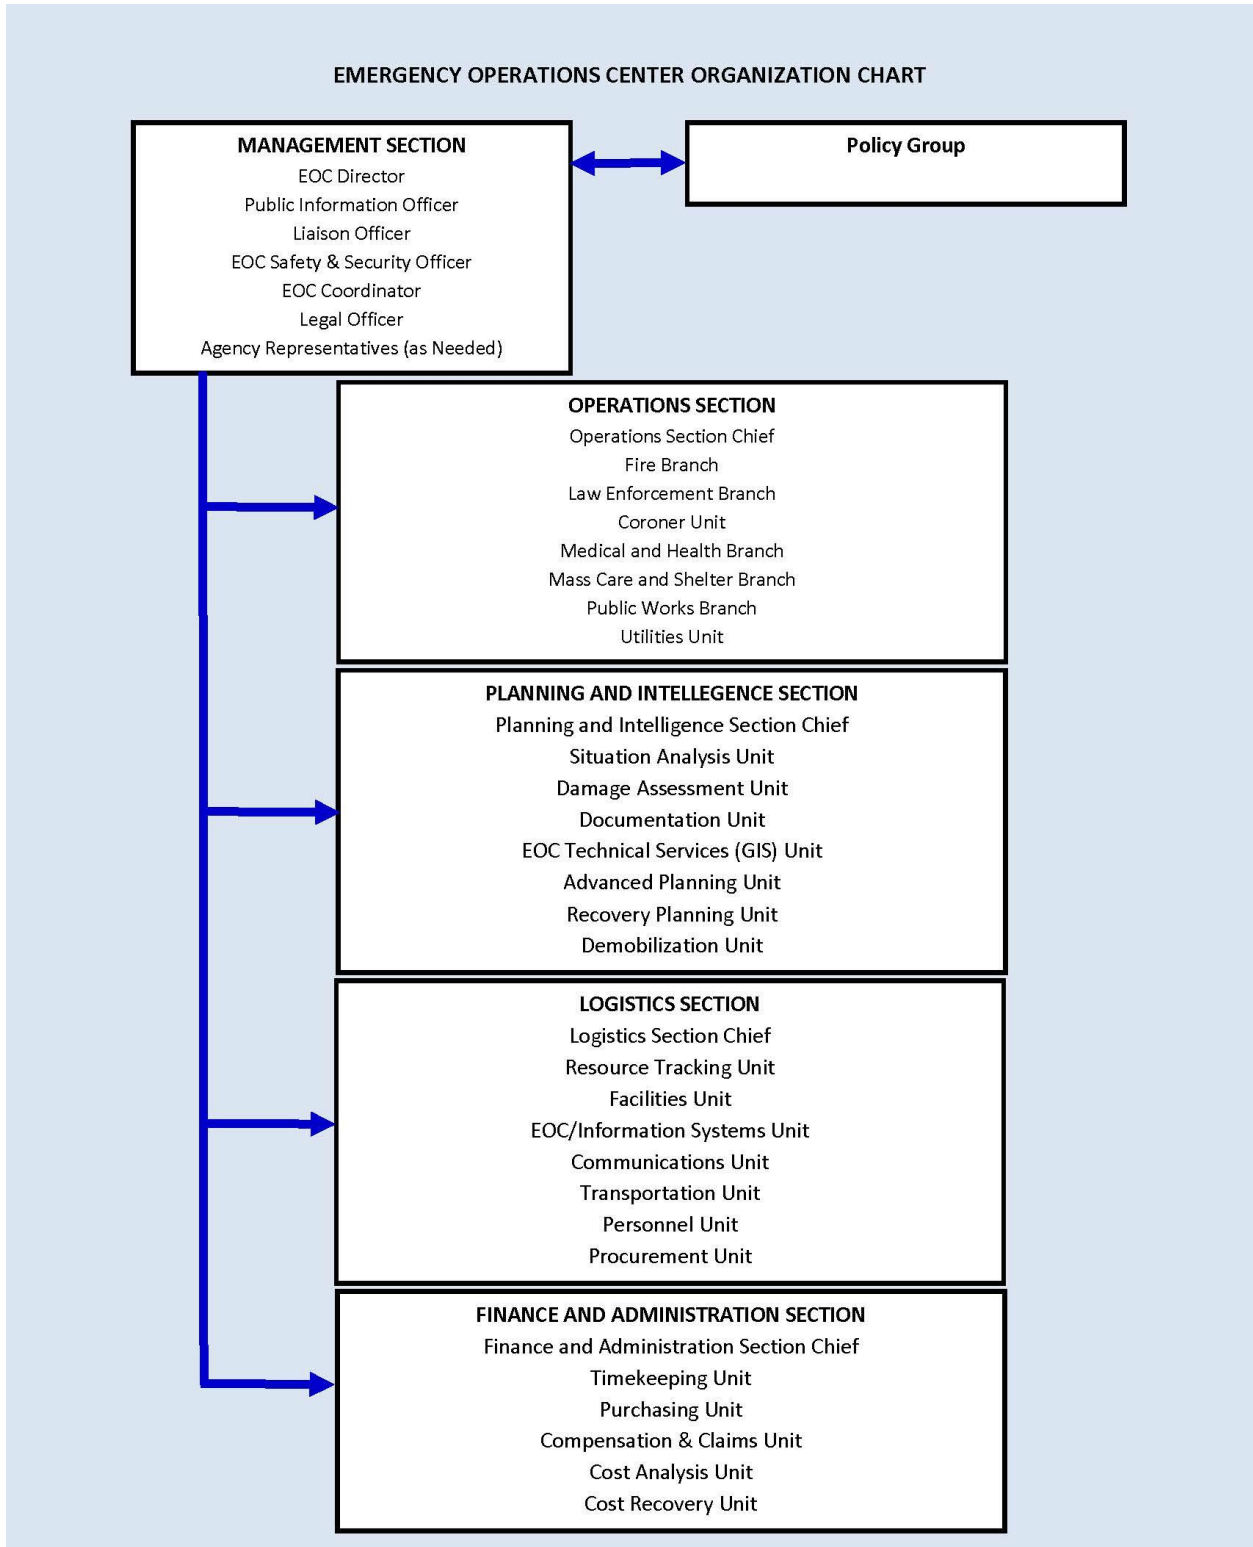 EMERGENCY OPERATIONS CENTER ORGANIZATION CHART
MANAGEMENT SECTION
EOC Director
Public Information Officer
Liaison Officer
EOC Safety & Security Officer
EOC Coordinator
Legal Officer
Agency Representatives (as Needed)
Policy Group
OPERATIONS SECTION
Operations Section Chief
Fire Branch
Law Enforcement Branch
Coroner Unit
Medical and Health Branch
Mass Care and Shelter Branch
Public Works Branch
Utilities Unit
PLANNING AND INTELLEGENCE SECTION
Planning and Intelligence Section Chief
Situation Analysis Unit
Damage Assessment Unit
Documentation Unit
EOC Technical Services (GIS) Unit
Advanced Planning Unit
Recovery Planning Unit
Demobilization Unit
LOGISTICS SECTION
Logistics Section Chief
Resource Tracking Unit
Facilities Unit
EOC/Information Systems Unit
Communications Unit
Transportation Unit
Personnel Unit
Procurement Unit
FINANCE AND ADMINISTRATION SECTION
Finance and Administration Section Chief
Timekeeping Unit
Purchasing Unit
Compensation & Claims Unit
Cost Analysis Unit
Cost Recovery Unit